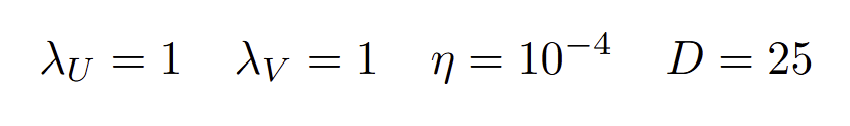 λ_U = 1 λ_V = 1 η = 10^{−4} D = 25